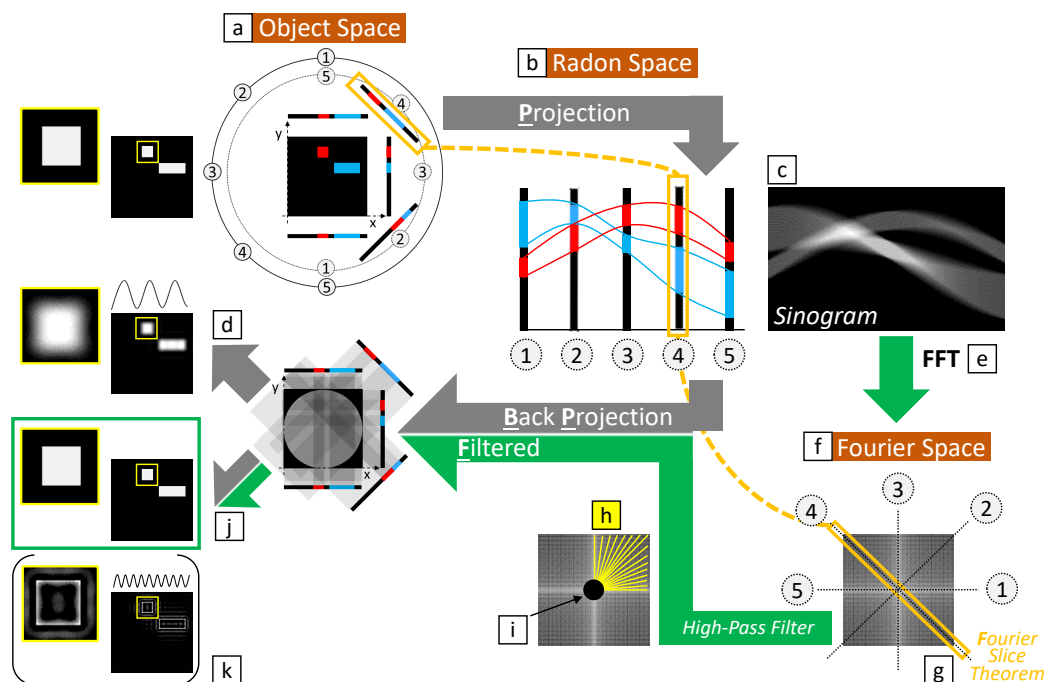 a Object Space
b Radon Space
1
5
2
4
3
3
4
2
1
5
y
x
Projection
c
Sinogram
1 2 3 4 5
FFT e
d
y
x
Back Projection
Filtered
f Fourier Space
3
4
2
5
1
h
i
j
k
High-Pass Filter
g
Fourier
Slice
Theorem